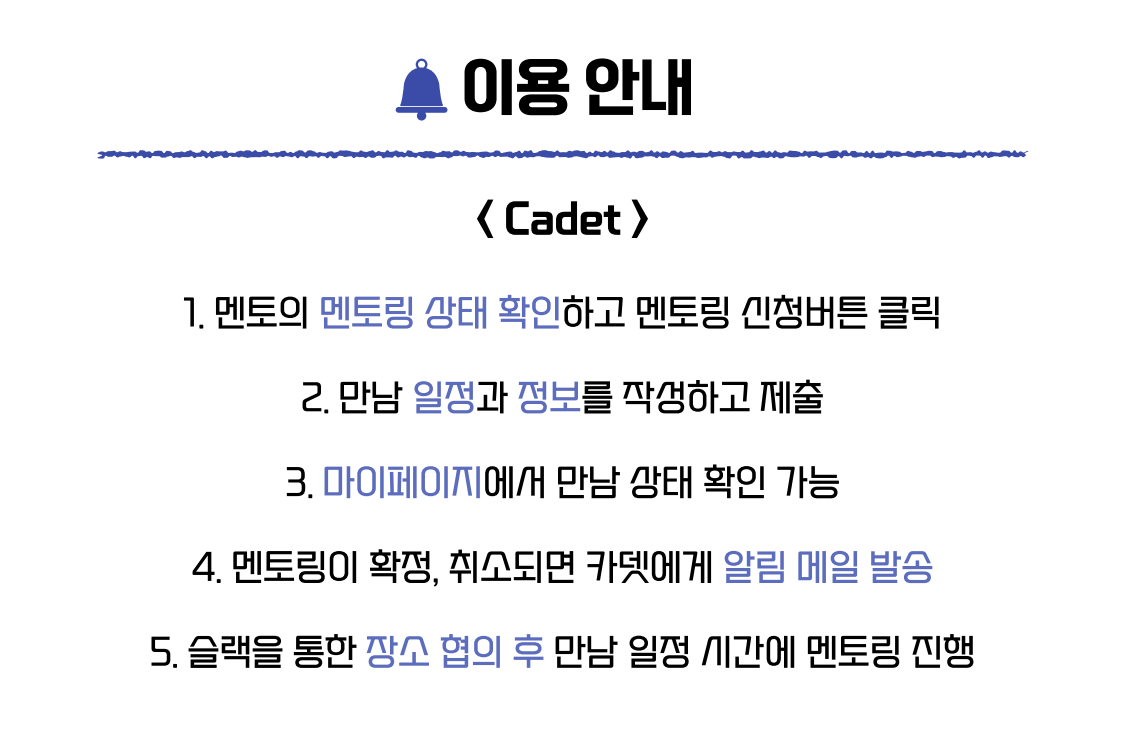 이용 안내
< Cadet >
1. 멘토의 멘토링 상태 확인하고 멘토링 신청버튼 클릭
2. 만남 일정과 정보를 작성하고 제출
3. 마이페이지에서 만남 상태 확인 가능
4. 멘토링이 확정, 취소되면 카뎃에게 알림 메일 발송
5. 슬랙을 통한 장소 협의 후 만남 일정 시간에 멘토링 진행